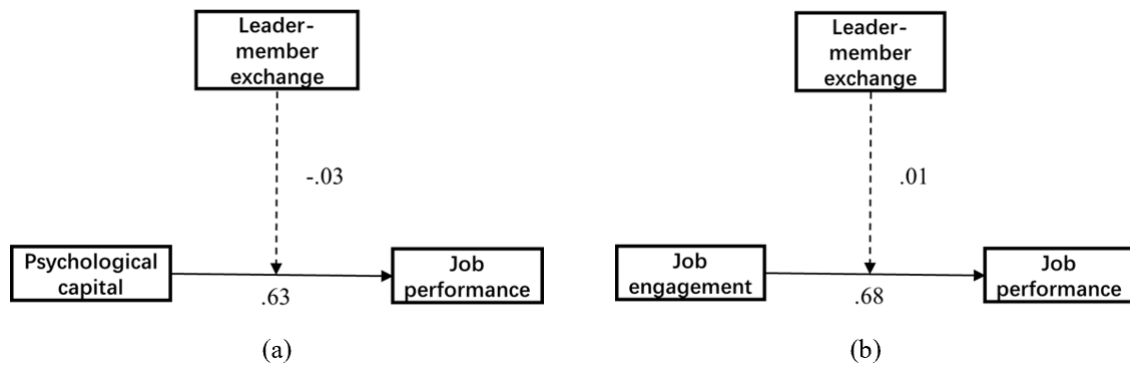 Leader-
member
exchange
-.03
Psychological
capital
.63
Job
performance
(a)
Leader-
member
exchange
.01
Job
engagement
.68
Job
performance
(b)